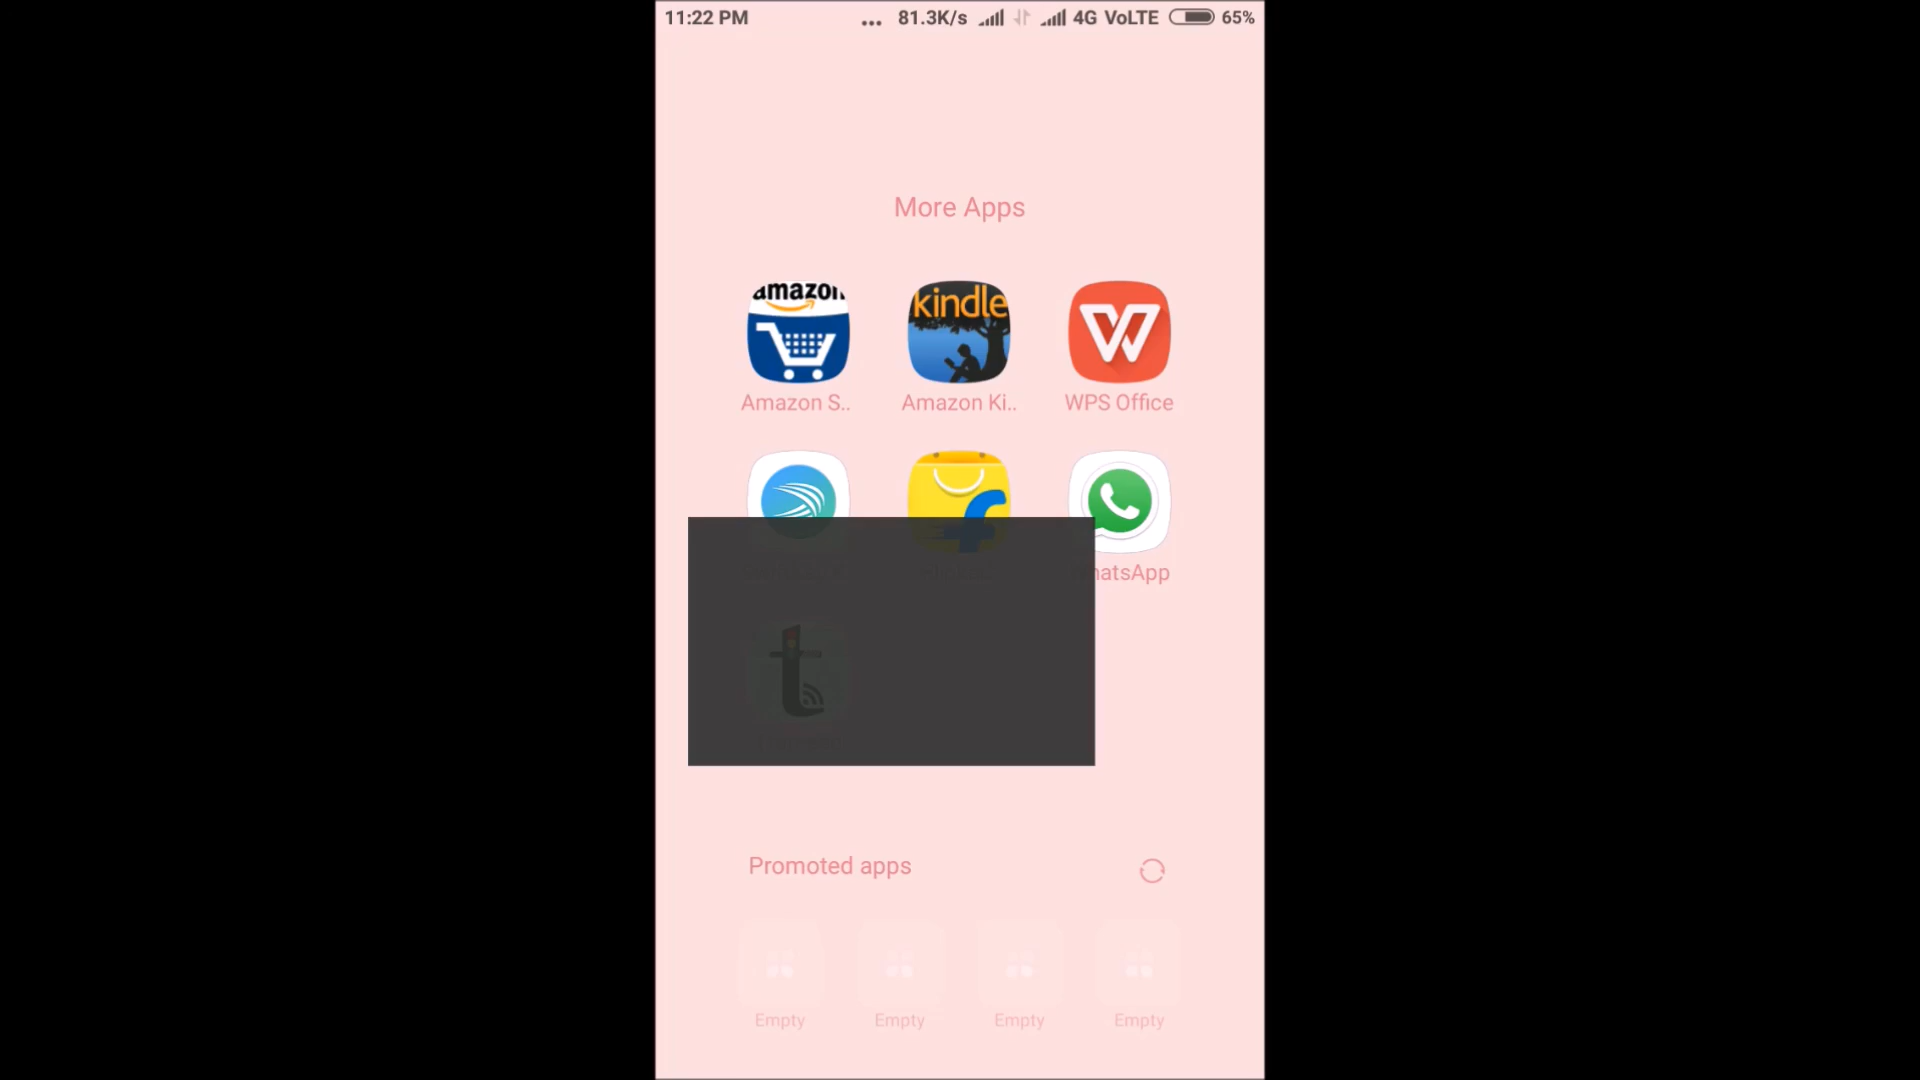 11:22 PM ... 81.3K/s 4G VoLTE 65%
More Apps
amazon kindle
Amazon S.. Amazon Ki.. WPS Office
hatsApp
Promoted apps
Empty Empty Empty Empty